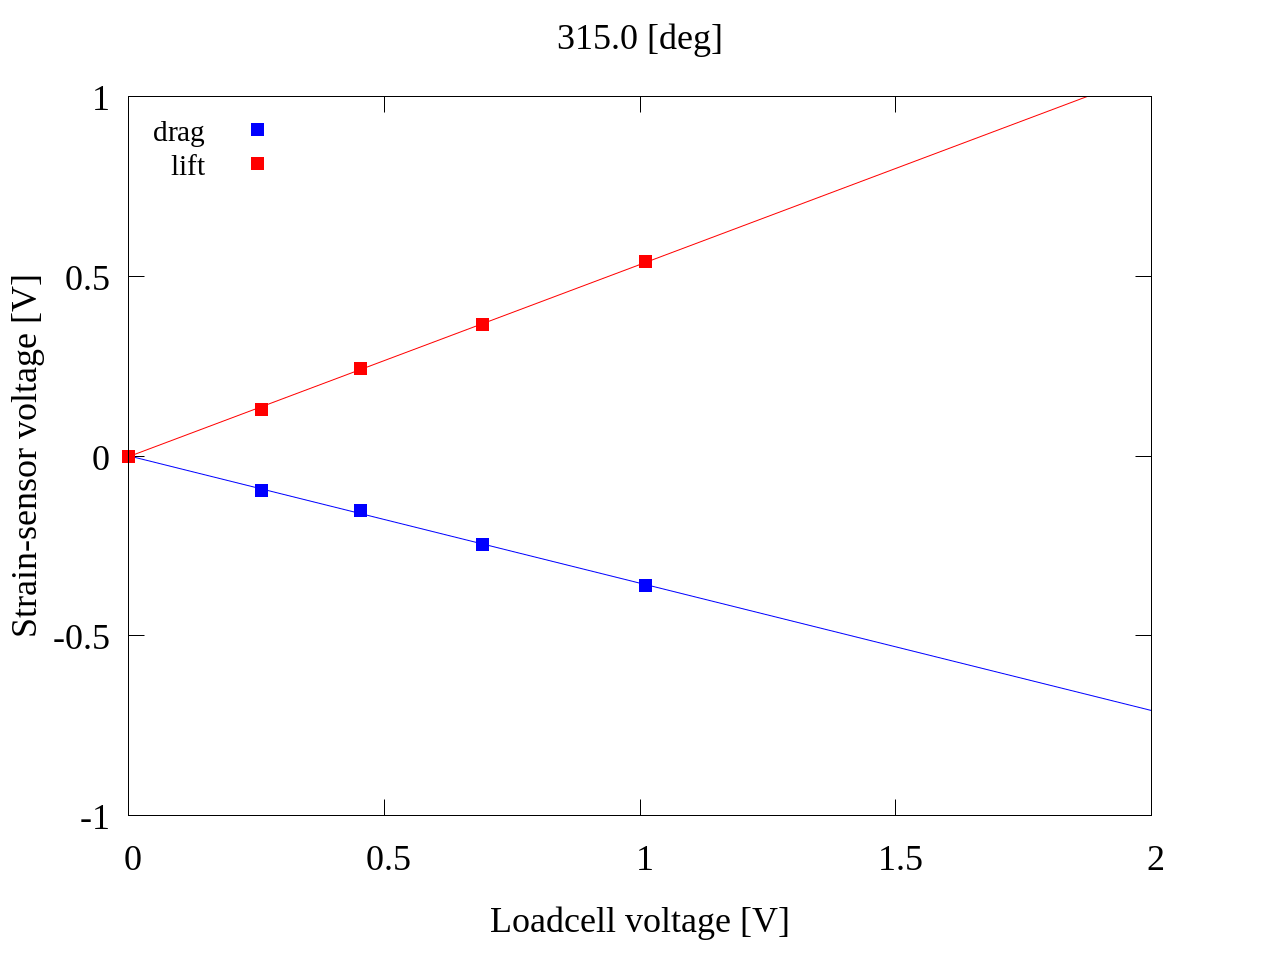 315.0 [deg]
1
drag
lift
0.5
0
-0.5
-1
Strain-sensor voltage [V]
0 0.5 1 1.5 2
Loadcell voltage [V]